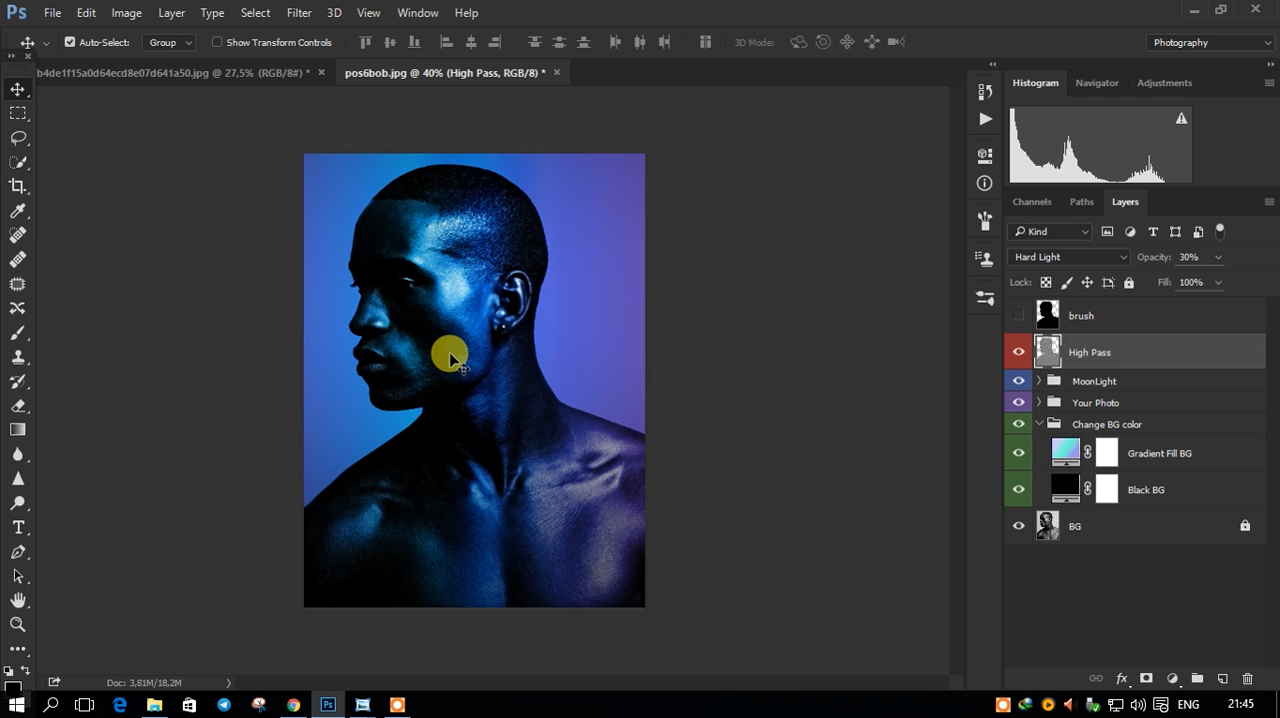 Ps File Edit Image Layer Type Select Filter 3D View Window Help
Auto-Select: Group Show Transform Controls 3D Mode: Photography
b4de1f15a0d64ecd8e07d641a50.jpg @ 27,5% (RGB/8#) * × pos6bob.jpg @ 40% (High Pass, RGB/8) * ×
Histogram Navigator Adjustments
Channels Paths Layers
Kind
Hard Light Opacity: 30%
Lock: Fill: 100%
brush
High Pass
MoonLight
Your Photo
Change BG color
Gradient Fill BG
Black BG
BG
Doc: 3,81M/18,2M
ENG 21:45